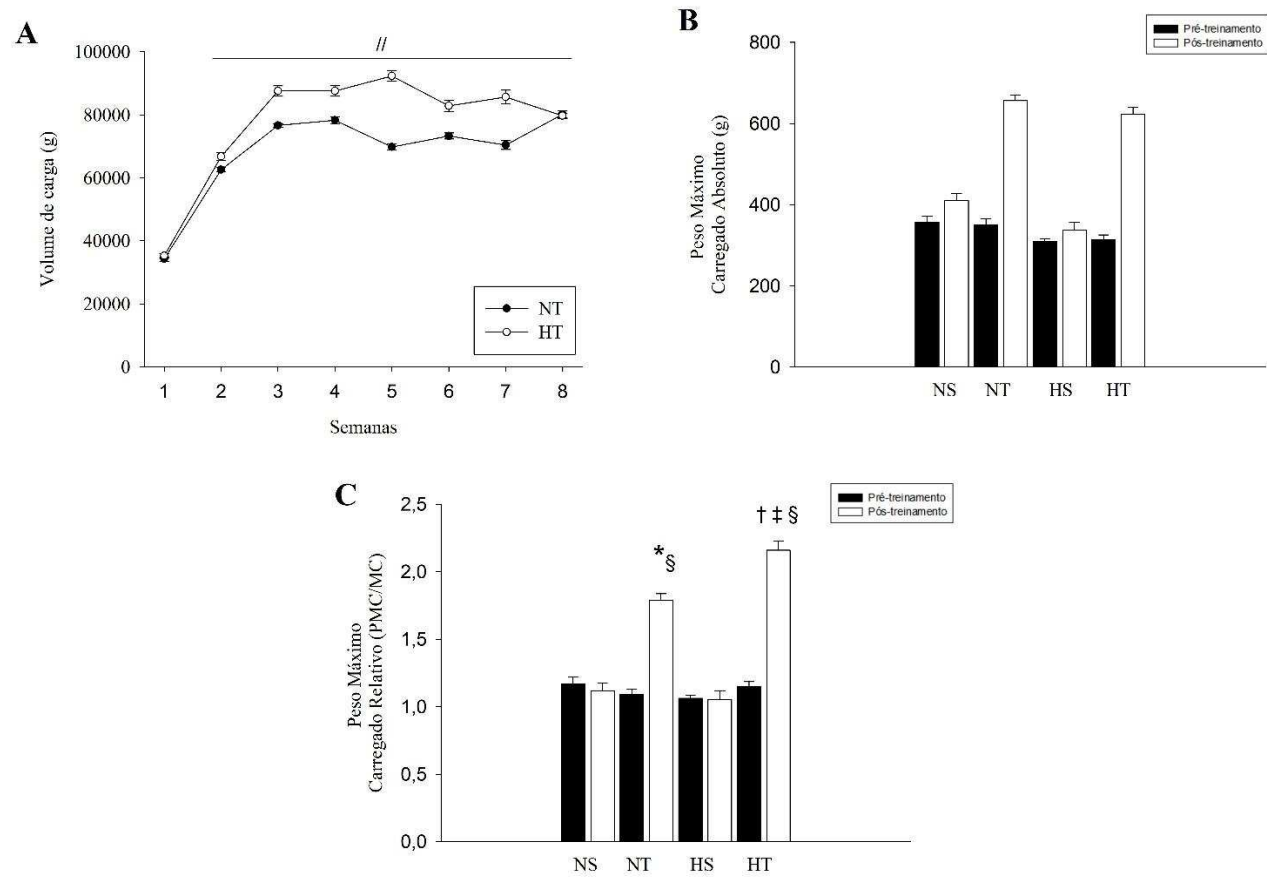 A
//
Volume de carga (g)
100000
80000
60000
40000
20000
0
NT
HT
1 2 3 4 5 6 7 8
Semanas
B
Pré-treinamento
Pós-treinamento
Peso Máximo
Carregado Absoluto (g)
800
600
400
200
0
NS NT HS HT
C
Pré-treinamento
Pós-treinamento
Peso Máximo
Carregado Relativo (PMC/MC)
2,5
2,0
1,5
1,0
0,5
0,0
*§
†‡§
NS NT HS HT